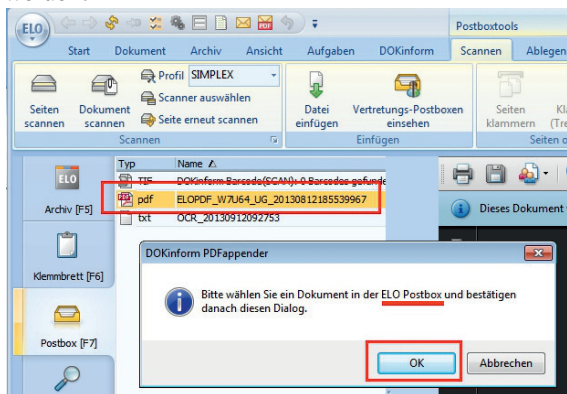 ELO
Postboxtools
Start Dokument Archiv Ansicht Aufgaben DOKinform Scannen Ablegen
Seiten scannen
Dokument scannen
Profil SIMPLEX
Scanner auswählen
Seite erneut scannen
Scannen
Datei einfügen
Vertretungs-Postboxen einsehen
Einfügen
Seiten klammern
Seiten
ELO
Archiv [F5]
Klemmbrett [F6]
Postbox [F7]
Typ Name
TIF DOKinform Barcode(SCAN): 0 Barcodes gefunde
pdf ELOPDF_W7U64_UG_20130812185539967
txt OCR_20130912092753
Dieses Dokument
DOKinform PDFappender
Bitte wählen Sie ein Dokument in der ELO Postbox und bestätigen
danach diesen Dialog.
OK Abbrechen